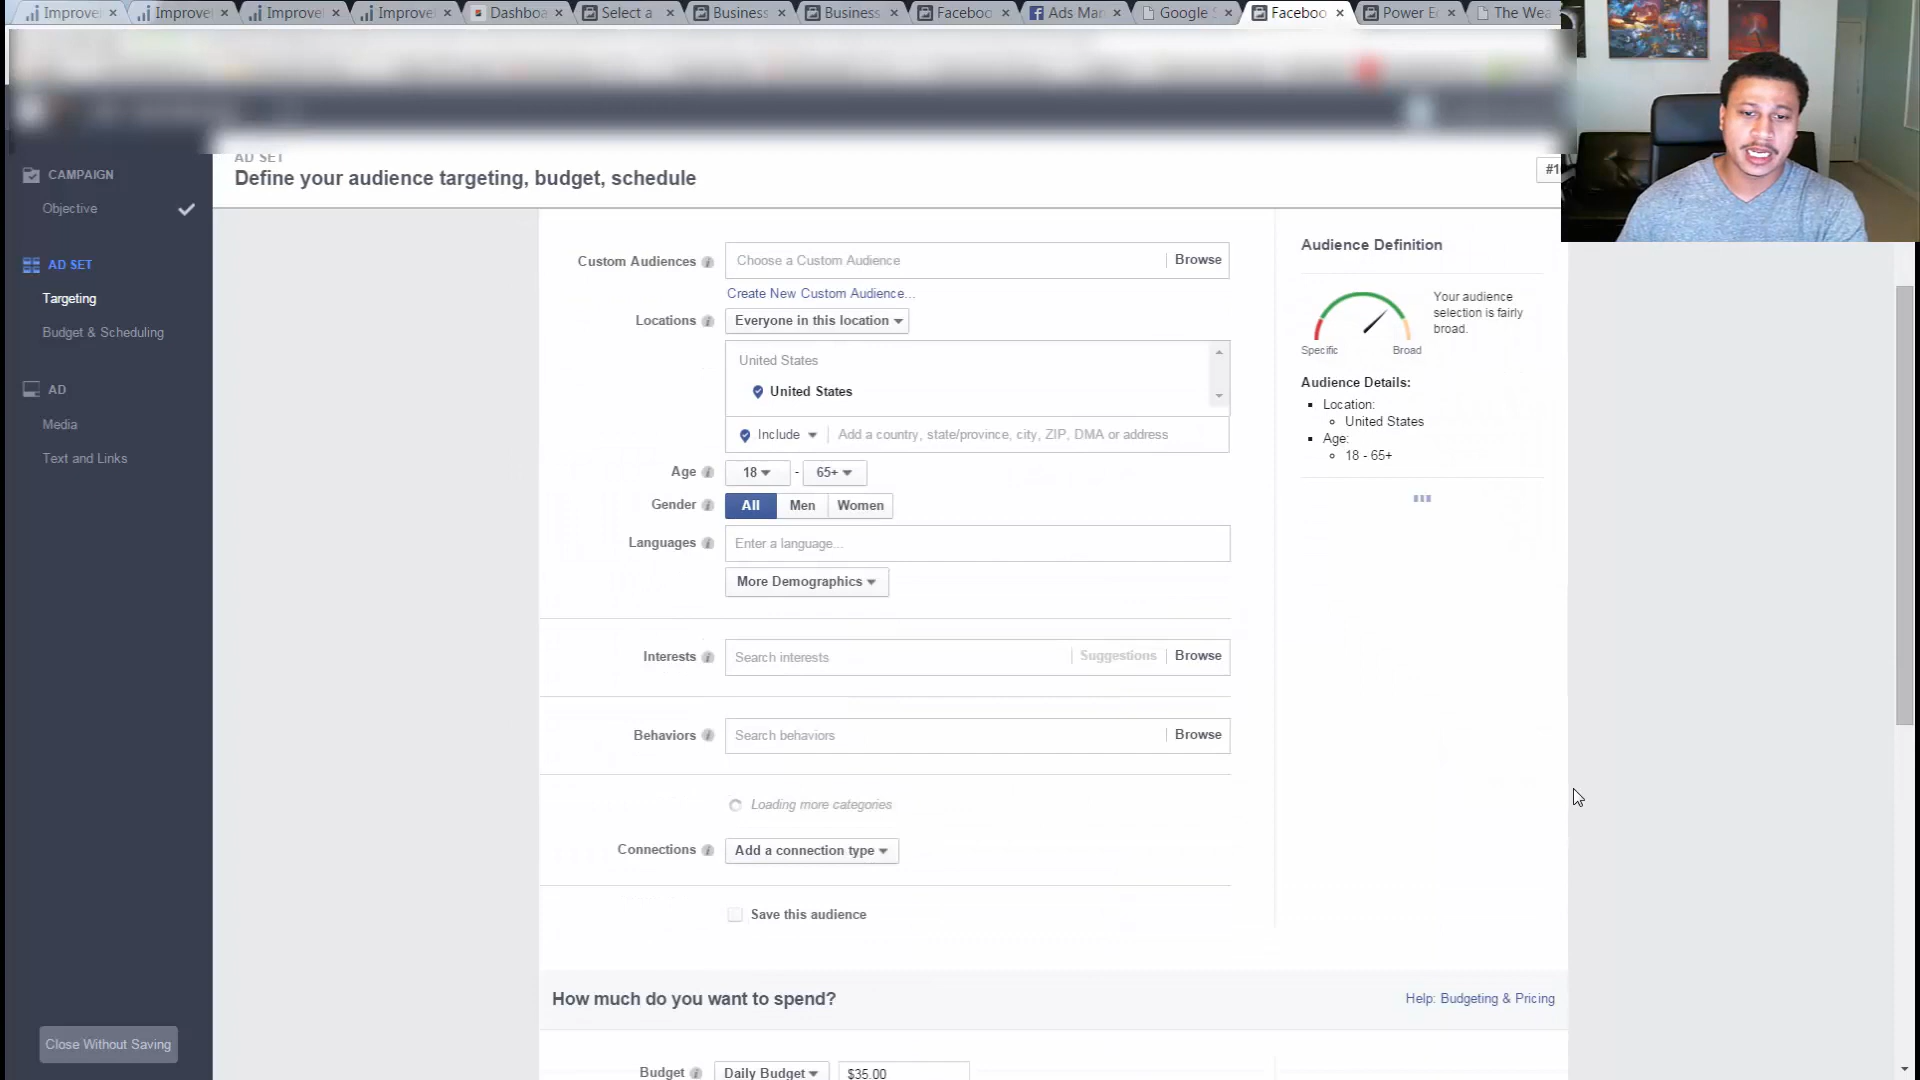 Improve
Improvel
Improvel
Improvel
Dashboa
Select a
Business
Business
Faceboo
Ads Man
Google S
Faceboo
Power E
The Wea
AD SET
Define your audience targeting, budget, schedule
#1
CAMPAIGN
Objective
AD SET
Targeting
Budget & Scheduling
AD
Media
Text and Links
Close Without Saving
Custom Audiences
Choose a Custom Audience
Browse
Create New Custom Audience...
Locations
Everyone in this location
United States
United States
Include
Add a country, state/province, city, ZIP, DMA or address
Age
18
-
65+
Gender
All
Men
Women
Languages
Enter a language...
More Demographics
Interests
Search interests
Suggestions
Browse
Behaviors
Search behaviors
Browse
Loading more categories
Connections
Add a connection type
Save this audience
How much do you want to spend?
Help: Budgeting & Pricing
Budget
Daily Budget
$35.00
Audience Definition
Your audience
selection is fairly
broad.
Specific
Broad
Audience Details:
Location:
United States
Age:
18 - 65+